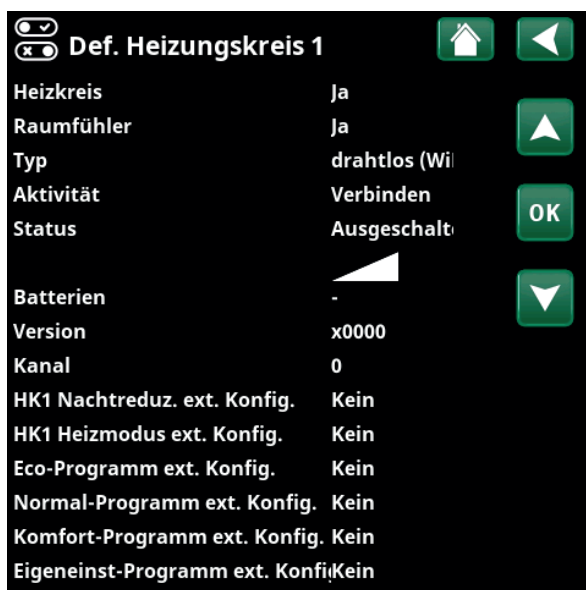 Def. Heizungskreis 1
Heizkreis Ja
Raumfühler Ja
Typ drahtlos (Wi
Aktivität Verbinden
OK
Status Ausgeschalt
Batterien -
Version x0000
Kanal 0
HK1 Nachtreduz. ext. Konfig. Kein
HK1 Heizmodus ext. Konfig. Kein
Eco-Programm ext. Konfig. Kein
Normal-Programm ext. Konfig. Kein
Komfort-Programm ext. Konfig. Kein
Eigeneinst-Programm ext. Konfi Kein